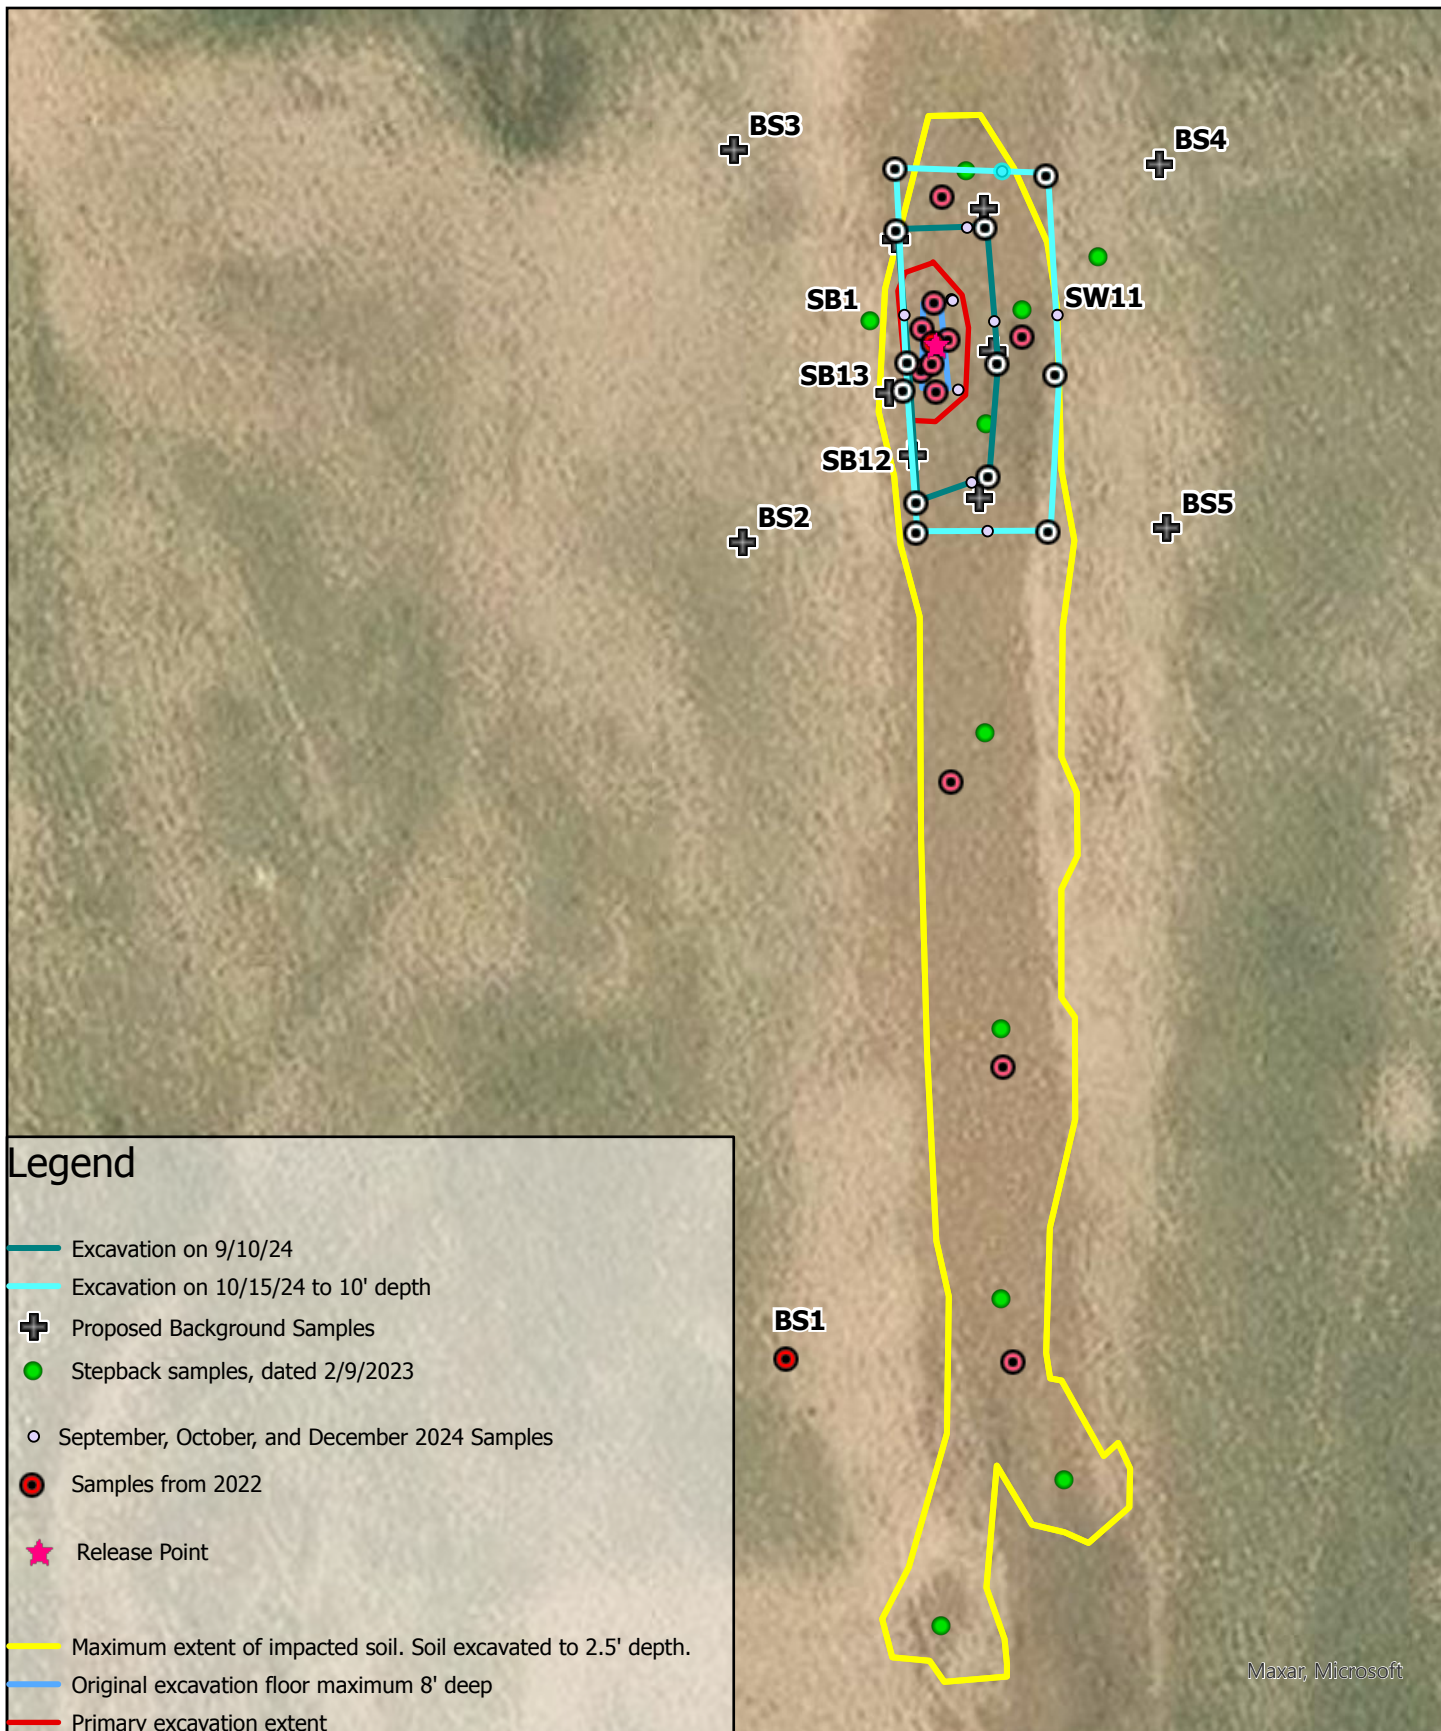 BS3
BS4
SB1
SW11
SB13
SB12
BS2
BS5
Legend
Excavation on 9/10/24
Excavation on 10/15/24 to 10' depth
Proposed Background Samples
BS1
Stepback samples, dated 2/9/2023
September, October, and December 2024 Samples
Samples from 2022
Release Point
Maximum extent of impacted soil. Soil excavated to 2.5' depth.
Maxar, Microsoft
Original excavation floor maximum 8' deep
Primary excavation extent